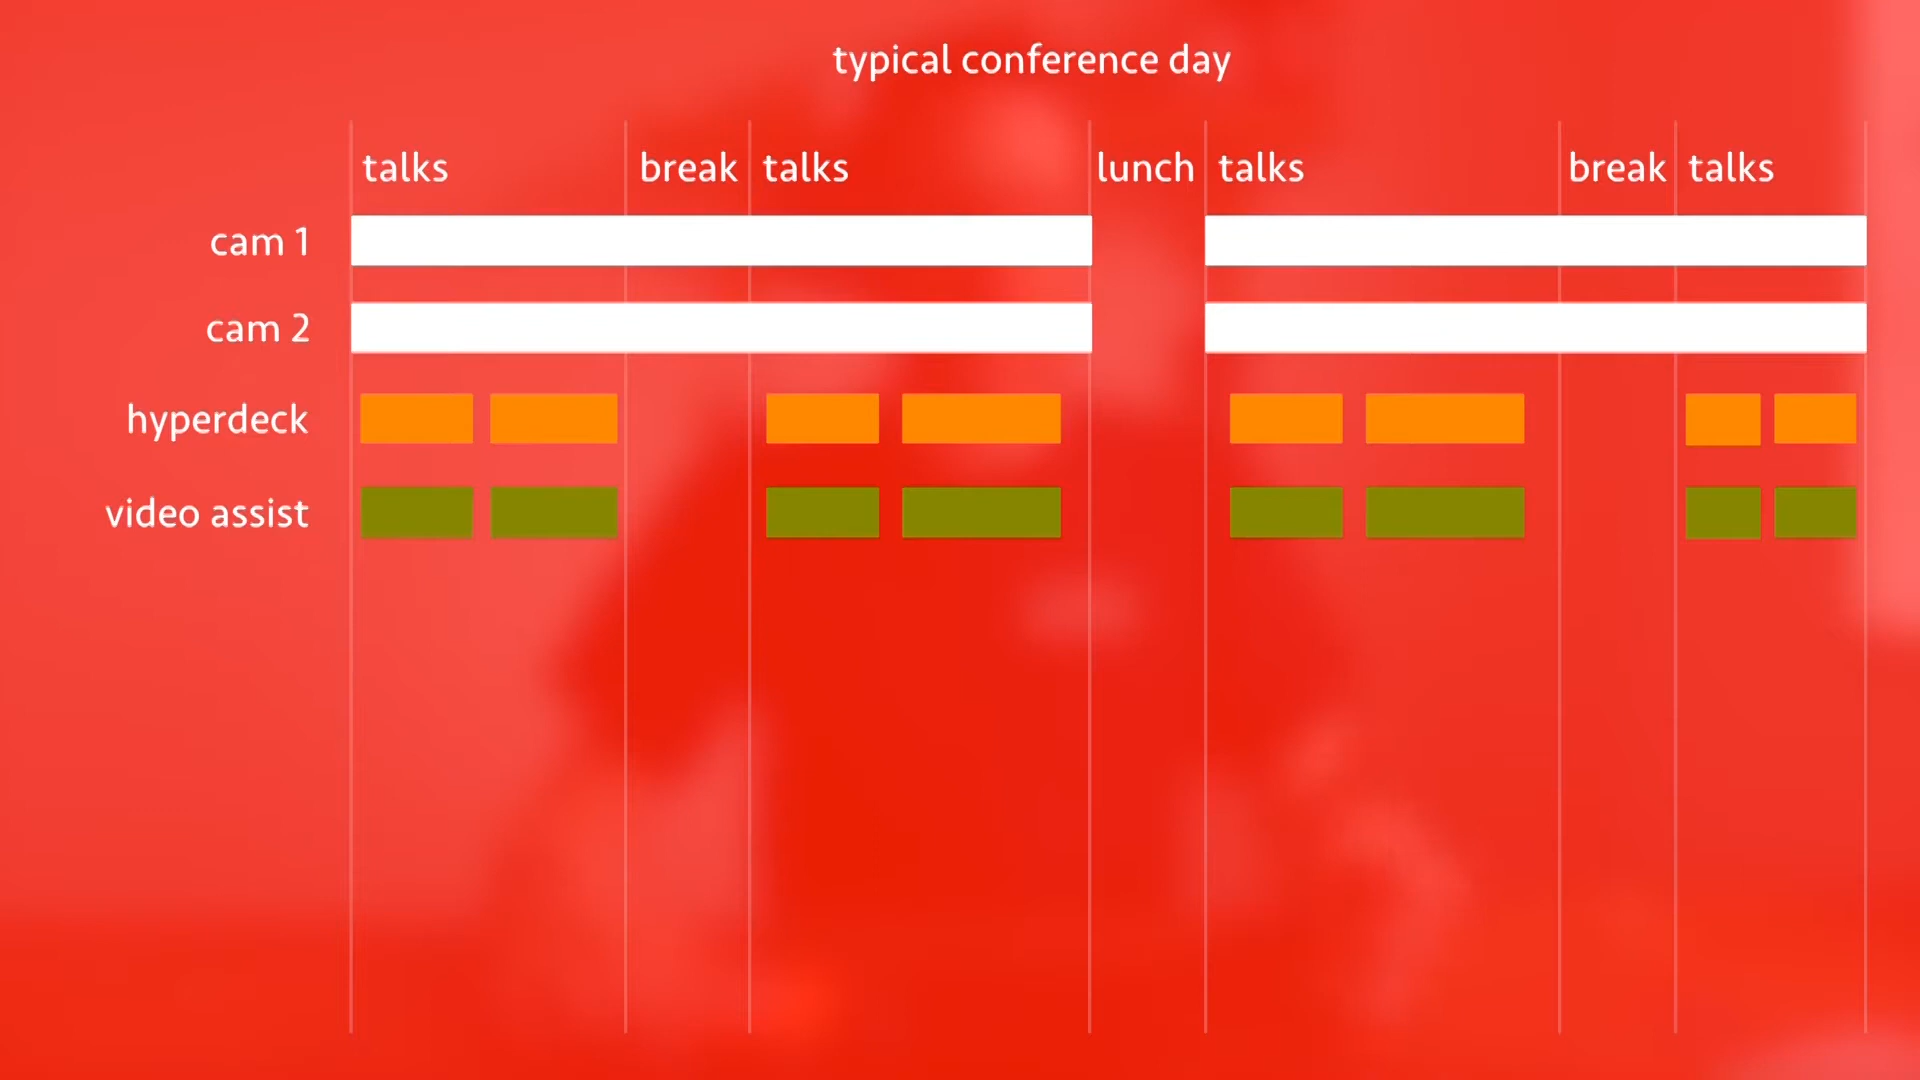 typical conference day
talks break talks lunch talks break talks
cam 1
cam 2
hyperdeck
video assist